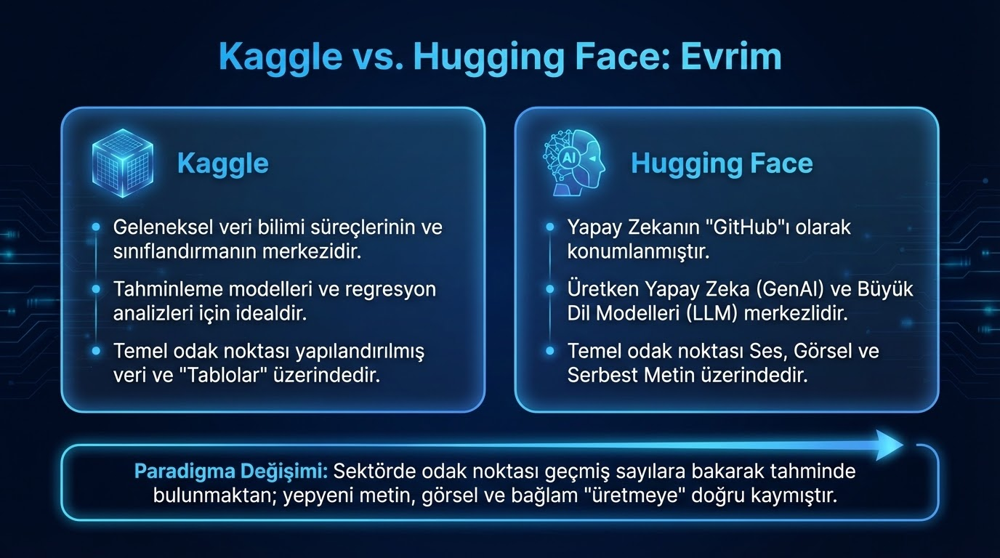 Kaggle vs. Hugging Face: Evrim
Kaggle
Geleneksel veri bilimi süreçlerinin ve
sınıflandırmanın merkezidir.
Tahminleme modelleri ve regresyon
analizleri için idealdir.
Temel odak noktası yapılandırılmış
veri ve "Tablolar" üzerindedir.
AI
Hugging Face
Yapay Zekanın "GitHub"ı olarak
konumlanmıştır.
Üretken Yapay Zeka (GenAI) ve Büyük
Dil Modelleri (LLM) merkezlidir.
Temel odak noktası Ses, Görsel ve
Serbest Metin üzerindedir.
Paradigma Değişimi: Sektörde odak noktası geçmiş sayılara bakarak tahminde
bulunmaktan; yepyeni metin, görsel ve bağlam "üretmeye" doğru kaymıştır.